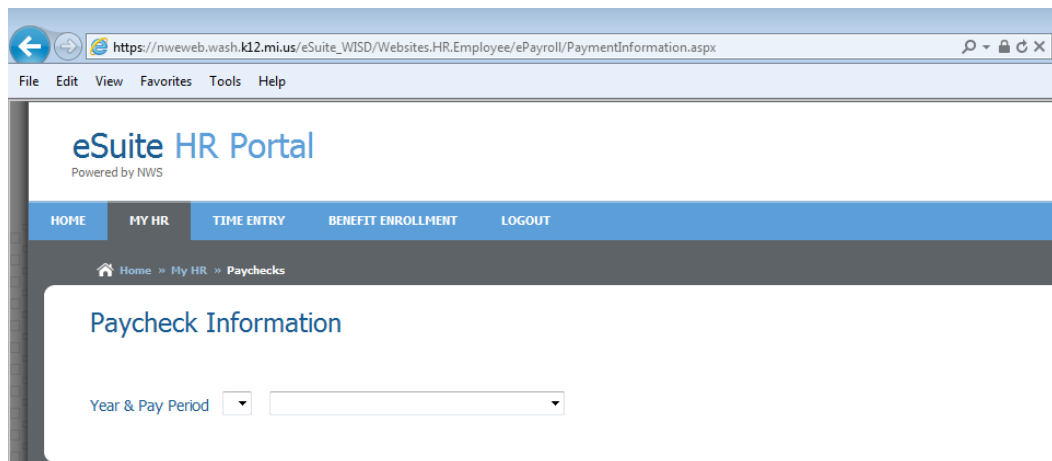 https://nweweb.wash.k12.mi.us/eSuite_WISD/Websites.HR.Employee/ePayroll/PaymentInformation.aspx
File Edit View Favorites Tools Help
eSuite HR Portal
Powered by NWS
HOME MY HR TIME ENTRY BENEFIT ENROLLMENT LOGOUT
Home » My HR » Paychecks
Paycheck Information
Year & Pay Period